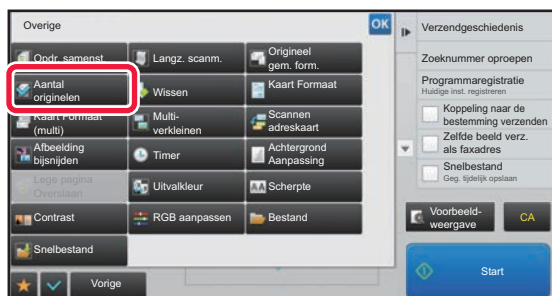 Overige
OK
Opdr. samenst.
Langz. scanm.
Origineel
gem. form.
Aantal
originelen
Wissen
Kaart Formaat
Kaart Formaat
(multi)
Multi-
verkleinen
Scannen
adreskaart
Afbeelding
bijsnijden
Timer
Achtergrond
Aanpassing
Lege pagina
Overslaan
Uitvalkleur
AA Scherpte
Contrast
RGB aanpassen
Bestand
Snelbestand
Vorige
Verzendgeschiedenis
Zoeknummer oproepen
Programmaregistratie
Huidige inst. registreren
Koppeling naar de
bestemming verzenden
Zelfde beeld verz.
als faxadres
Snelbestand
Geg. tijdelijk opslaan
Voorbeeld-
weergave
CA
Start